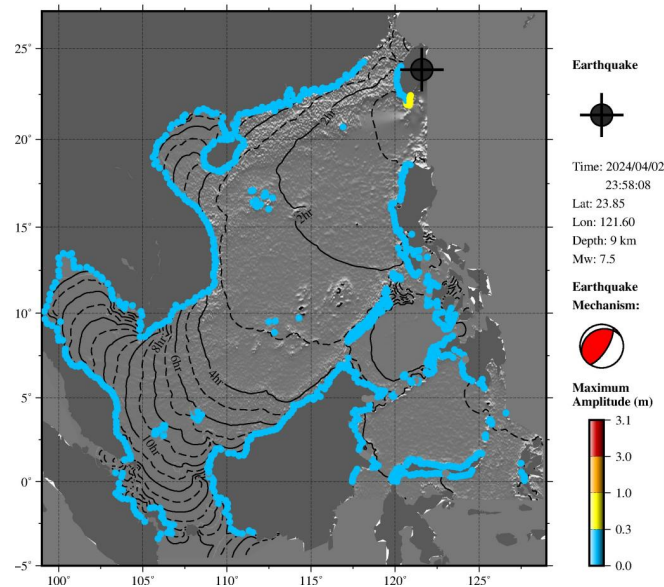 25°
20°
15°
10°
5°
0°
−5°
100°
105°
110°
115°
120°
125°
2hr
2hr
4hr
6hr
8hr
10hr
Earthquake
Time: 2024/04/02
23:58:08
Lat: 23.85
Lon: 121.60
Depth: 9 km
Mw: 7.5
Earthquake
Mechanism:
Maximum
Amplitude (m)
3.1
3.0
1.0
0.3
0.0